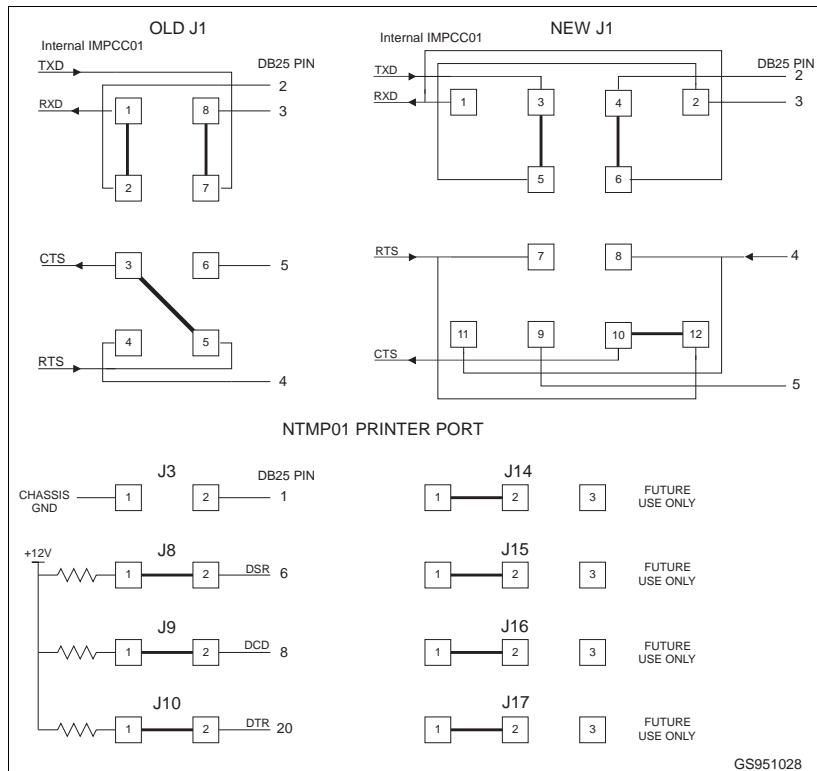 OLD J1
NEW J1
Internal IMPCC01
Internal IMPCC01
TXD
DB25 PIN
2
RXD
1
8
3
2
7
TXD
DB25 PIN
2
RXD
1
3
4
2
3
5
6
CTS
3
6
5
4
5
RTS
4
RTS
7
8
4
11
9
10
12
CTS
5
NTMP01 PRINTER PORT
J3
DB25 PIN
CHASSIS
GND
1
2
1
J14
1
2
3
FUTURE
USE ONLY
+12V
J8
1
2
DSR
6
J15
1
2
3
FUTURE
USE ONLY
J9
1
2
DCD
8
J16
1
2
3
FUTURE
USE ONLY
J10
1
2
DTR
20
J17
1
2
3
FUTURE
USE ONLY
GS951028